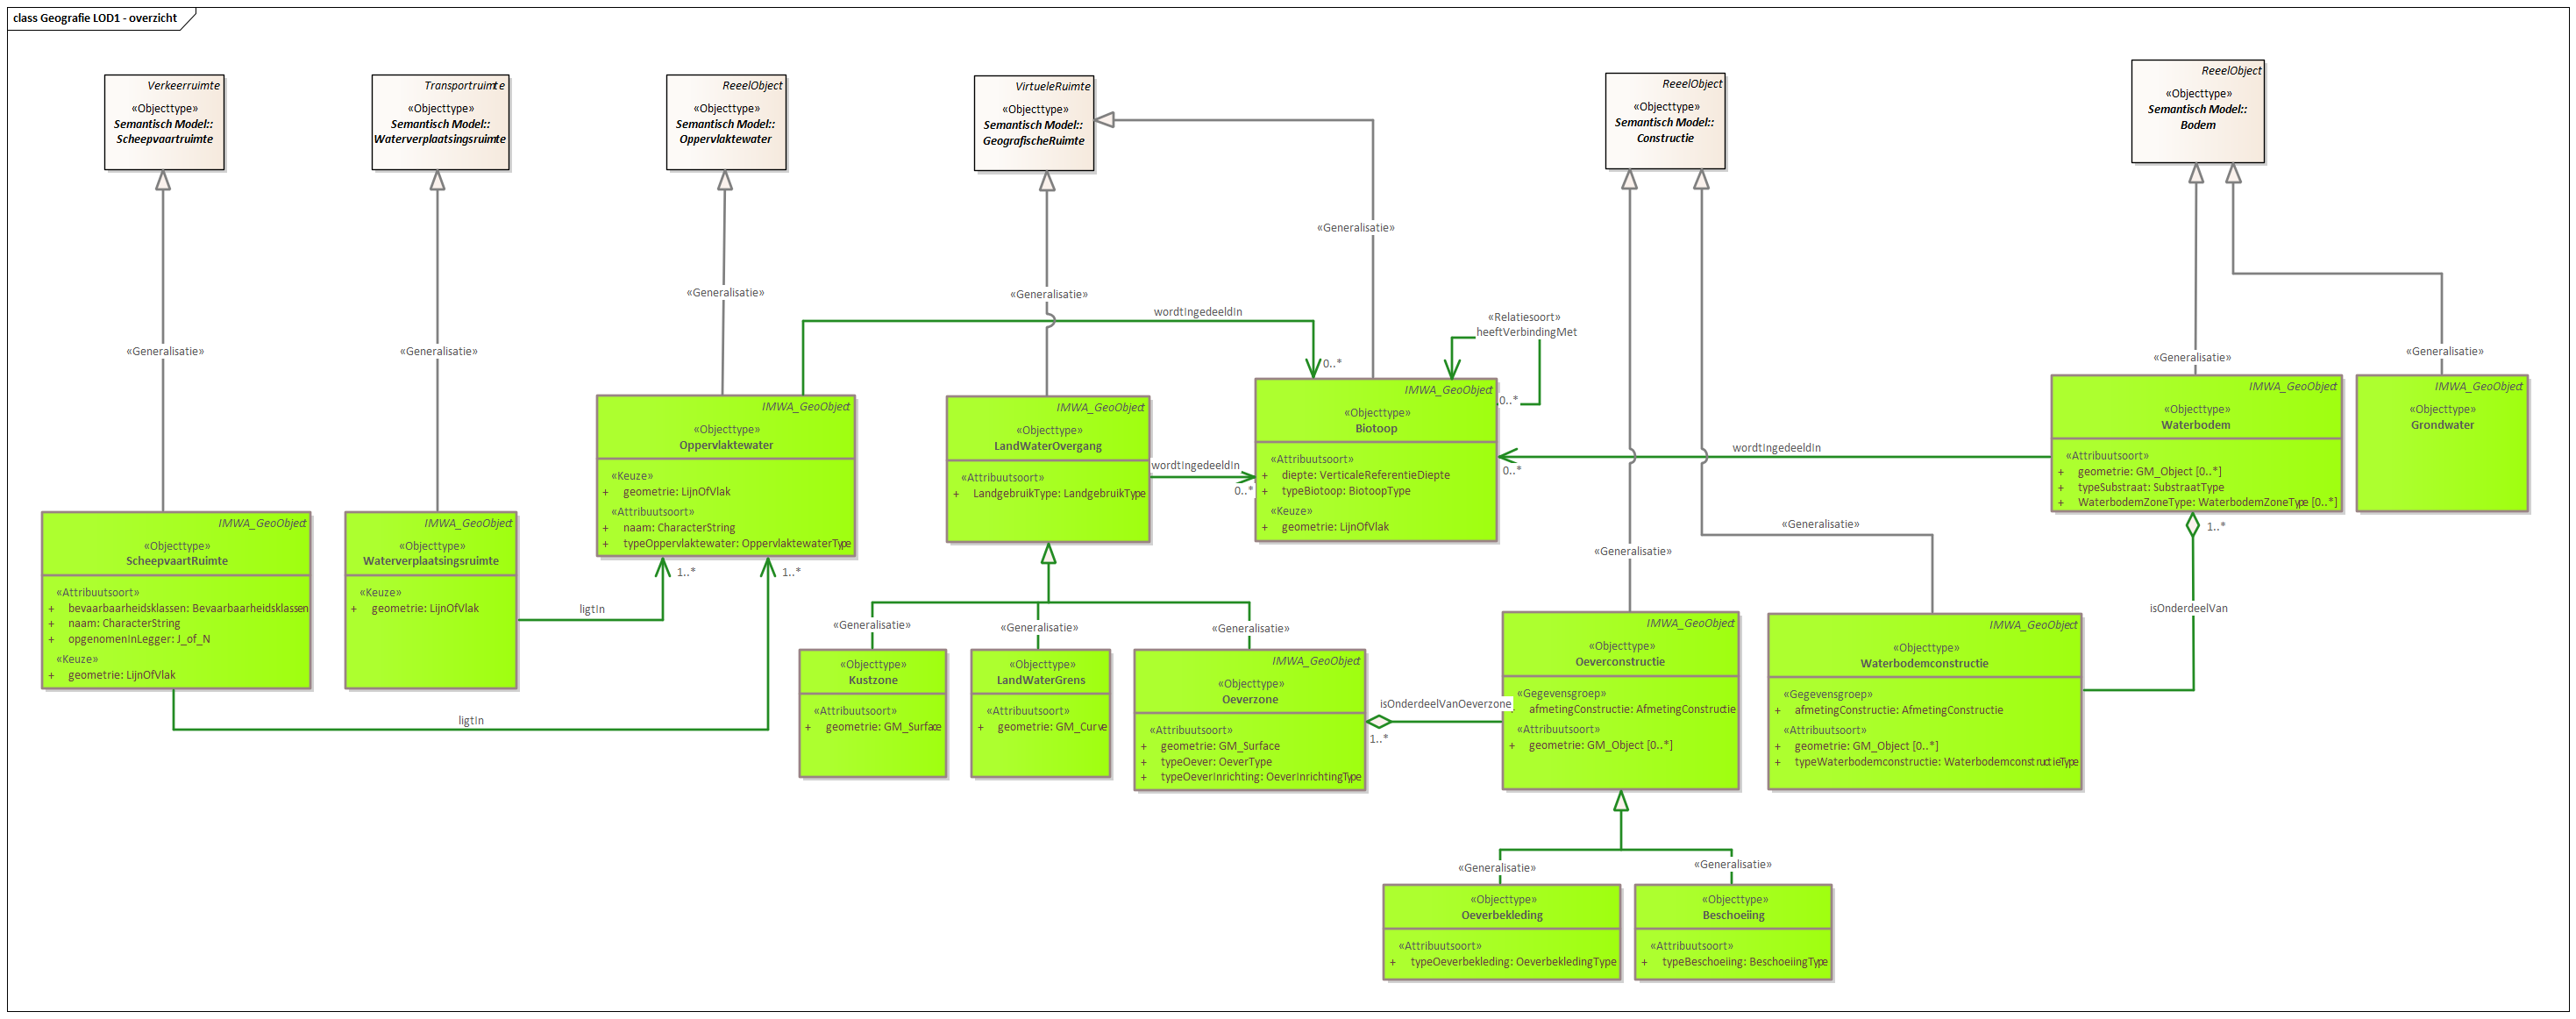 class Geografie LOD1 - overzicht
Verkeerruimte
«Objecttype»
Semantisch Model::
Scheepvaartruimte
Transportruimte
«Objecttype»
Semantisch Model::
Waterverplaatsingsruimte
ReeelObject
«Objecttype»
Semantisch Model::
Oppervlaktewater
VirtueleRuimte
«Objecttype»
Semantisch Model::
GeografischeRuimte
ReeelObject
«Objecttype»
Semantisch Model::
Constructie
ReeelObject
«Objecttype»
Semantisch Model::
Bodem
«Generalisatie»
«Generalisatie»
«Generalisatie»
«Generalisatie»
«Generalisatie»
«Generalisatie»
«Generalisatie»
«Generalisatie»
«Generalisatie»
wordtIngedeeldIn
0..*
«Relatiesoort»
heeftVerbindingMet
0..*
wordtIngedeeldIn
0..*
wordtIngedeeldIn
0..*
IMWA_GeoObject
«Objecttype»
Oppervlaktewater
«Keuze»
+ geometrie: LijnOfVlak
«Attribuutsoort»
+ naam: CharacterString
+ typeOppervlaktewater: OppervlaktewaterType
IMWA_GeoObject
«Objecttype»
LandWaterOvergang
«Attribuutsoort»
+ LandgebruikType: LandgebruikType
IMWA_GeoObject
«Objecttype»
Biotoop
«Attribuutsoort»
+ diepte: VerticaleReferentieDiepte
+ typeBiotoop: BiotoopType
«Keuze»
+ geometrie: LijnOfVlak
IMWA_GeoObject
«Objecttype»
Waterbodem
«Attribuutsoort»
+ geometrie: GM_Object [0..*]
+ typeSubstraat: SubstraatType
+ WaterbodemZoneType: WaterbodemZoneType [0..*]
IMWA_GeoObject
«Objecttype»
Grondwater
IMWA_GeoObject
«Objecttype»
ScheepvaartRuimte
«Attribuutsoort»
+ bevaarbaarheidsklassen: Bevaarbaarheidsklassen
+ naam: CharacterString
+ opgenomenInLegger: J_of_N
«Keuze»
+ geometrie: LijnOfVlak
IMWA_GeoObject
«Objecttype»
Waterverplaatsingsruimte
«Keuze»
+ geometrie: LijnOfVlak
ligtIn
1..*
ligtIn
1..*
«Generalisatie»
«Generalisatie»
«Generalisatie»
«Objecttype»
Kustzone
«Attribuutsoort»
+ geometrie: GM_Surface
«Objecttype»
LandWaterGrens
«Attribuutsoort»
+ geometrie: GM_Curve
IMWA_GeoObject
«Objecttype»
Oeverzone
«Attribuutsoort»
+ geometrie: GM_Surface
+ typeOever: OeverType
+ typeOeverInrichting: OeverInrichtingType
isOnderdeelVanOeverzone
1..*
IMWA_GeoObject
«Objecttype»
Oeverconstructie
«Gegevensgroep»
afmetingConstructie: AfmetingConstructie
«Attribuutsoort»
+ geometrie: GM_Object [0..*]
IMWA_GeoObject
«Objecttype»
Waterbodemconstructie
«Gegevensgroep»
+ afmetingConstructie: AfmetingConstructie
«Attribuutsoort»
+ geometrie: GM_Object [0..*]
+ typeWaterbodemconstructie: WaterbodemconstructieType
isOnderdeelVan
1..*
«Generalisatie»
«Generalisatie»
«Objecttype»
Oeverbekleding
«Attribuutsoort»
+ typeOeverbekleding: OeverbekledingType
«Objecttype»
Beschoeiing
«Attribuutsoort»
+ typeBeschoeiing: BeschoeiingType